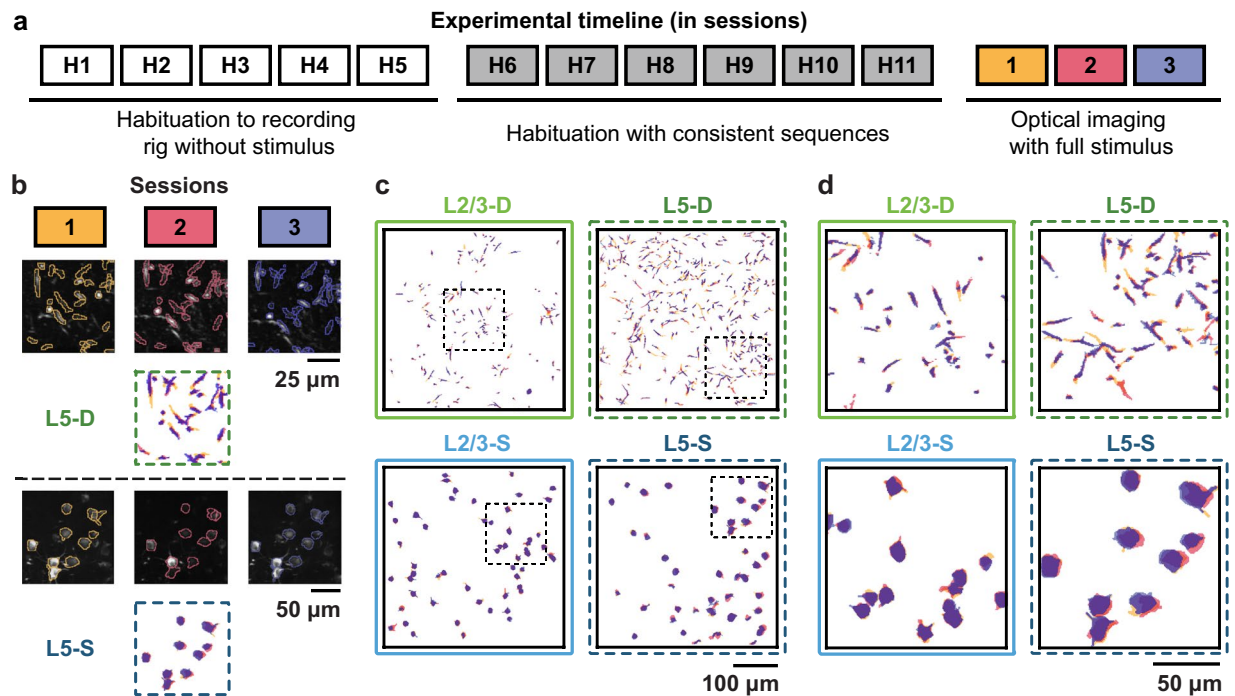 a
Experimental timeline (in sessions)
H1 H2 H3 H4 H5 H6 H7 H8 H9 H10 H11 1 2 3
Habituation to recording
rig without stimulus
Habituation with consistent sequences
Optical imaging
with full stimulus
b
Sessions
1 2 3
25 µm
L5-D
50 µm
L5-S
c
L2/3-D L5-D
L2/3-S L5-S
100 µm
d
L2/3-D L5-D
L2/3-S L5-S
50 µm